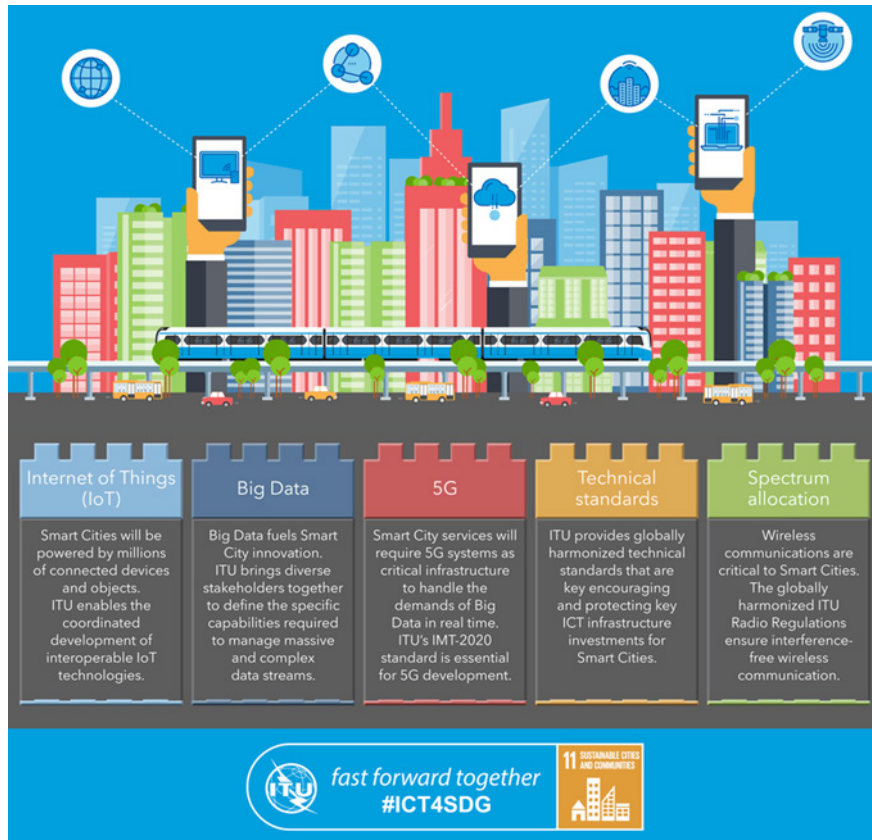 Internet of Things
(IoT)
Smart Cities will be
powered by millions
of connected devices
and objects.
ITU enables the
coordinated
development of
interoperable IoT
technologies.
Big Data
Big Data fuels Smart
City innovation.
ITU brings diverse
stakeholders together
to define the specific
capabilities required
to manage massive
and complex
data streams.
5G
Smart City services will
require 5G systems as
critical infrastructure
to handle the
demands of Big
Data in real time.
ITU's IMT-2020
standard is essential
for 5G development.
Technical
standards
ITU provides globally
harmonized technical
standards that are
key encouraging
and protecting key
ICT infrastructure
investments for
Smart Cities.
Spectrum
allocation
Wireless
communications are
critical to Smart Cities.
The globally
harmonized ITU
Radio Regulations
ensure interference-
free wireless
communication.
ITU
fast forward together
#ICT4SDG
11 SUSTAINABLE CITIES
AND COMMUNITIES